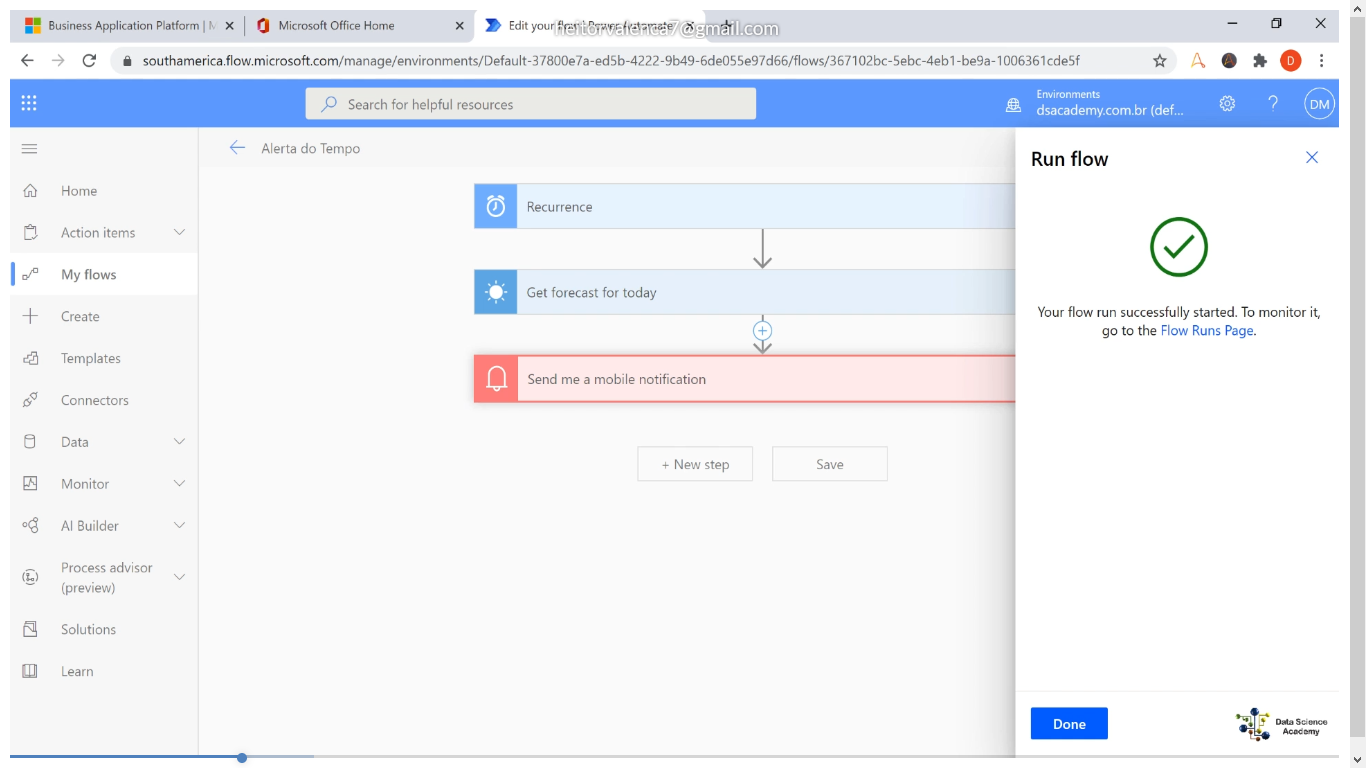 Business Application Platform | M
Microsoft Office Home
Edit your flow | Power Automate
heitorvalerica7@gmail.com
southamerica.flow.microsoft.com/manage/environments/Default-37800e7a-ed5b-4222-9b49-6de055e97d66/flows/367102bc-5ebc-4eb1-be9a-1006361cde5f
D
Search for helpful resources
Environments
dsacademy.com.br (def...
?
DM
Alerta do Tempo
Home
Action items
My flows
Create
Templates
Connectors
Data
Monitor
AI Builder
Process advisor
(preview)
Solutions
Learn
Recurrence
Get forecast for today
Send me a mobile notification
+ New step
Save
Run flow
Your flow run successfully started. To monitor it,
go to the Flow Runs Page.
Done
Data Science
Academy